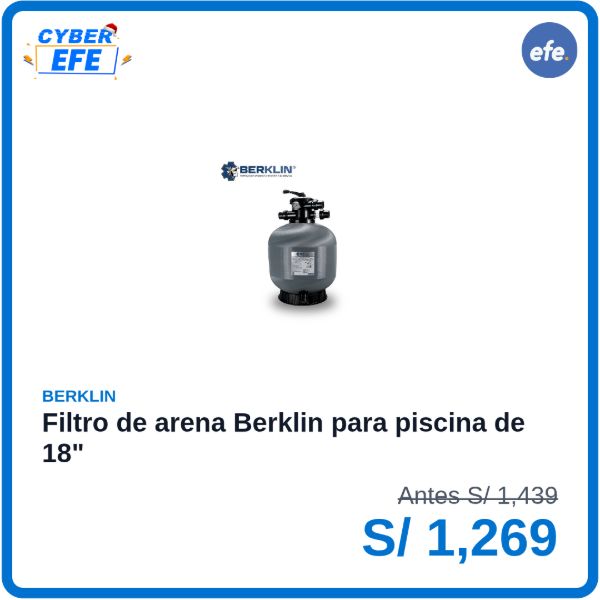 CYBER
EFE
efe.
BERKLIN®
BERKLIN
Filtro de arena Berklin para piscina de
18"
Antes S/ 1,439
S/ 1,269